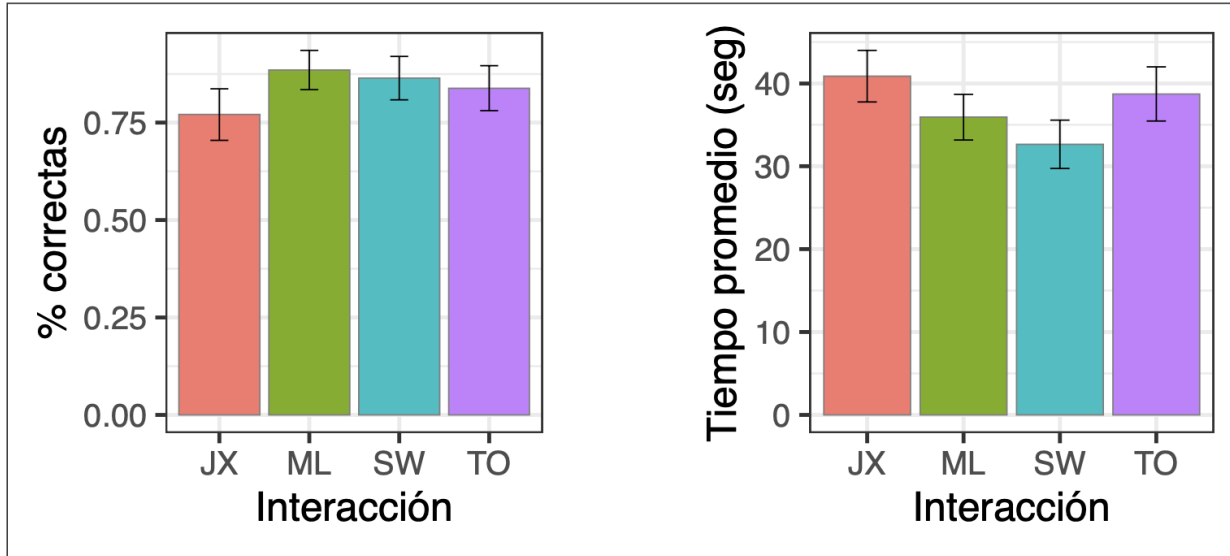 % correctas
0.75
0.50
0.25
0.00
JX ML SW TO
Interacción
Tiempo promedio (seg)
40
30
20
10
0
JX ML SW TO
Interacción